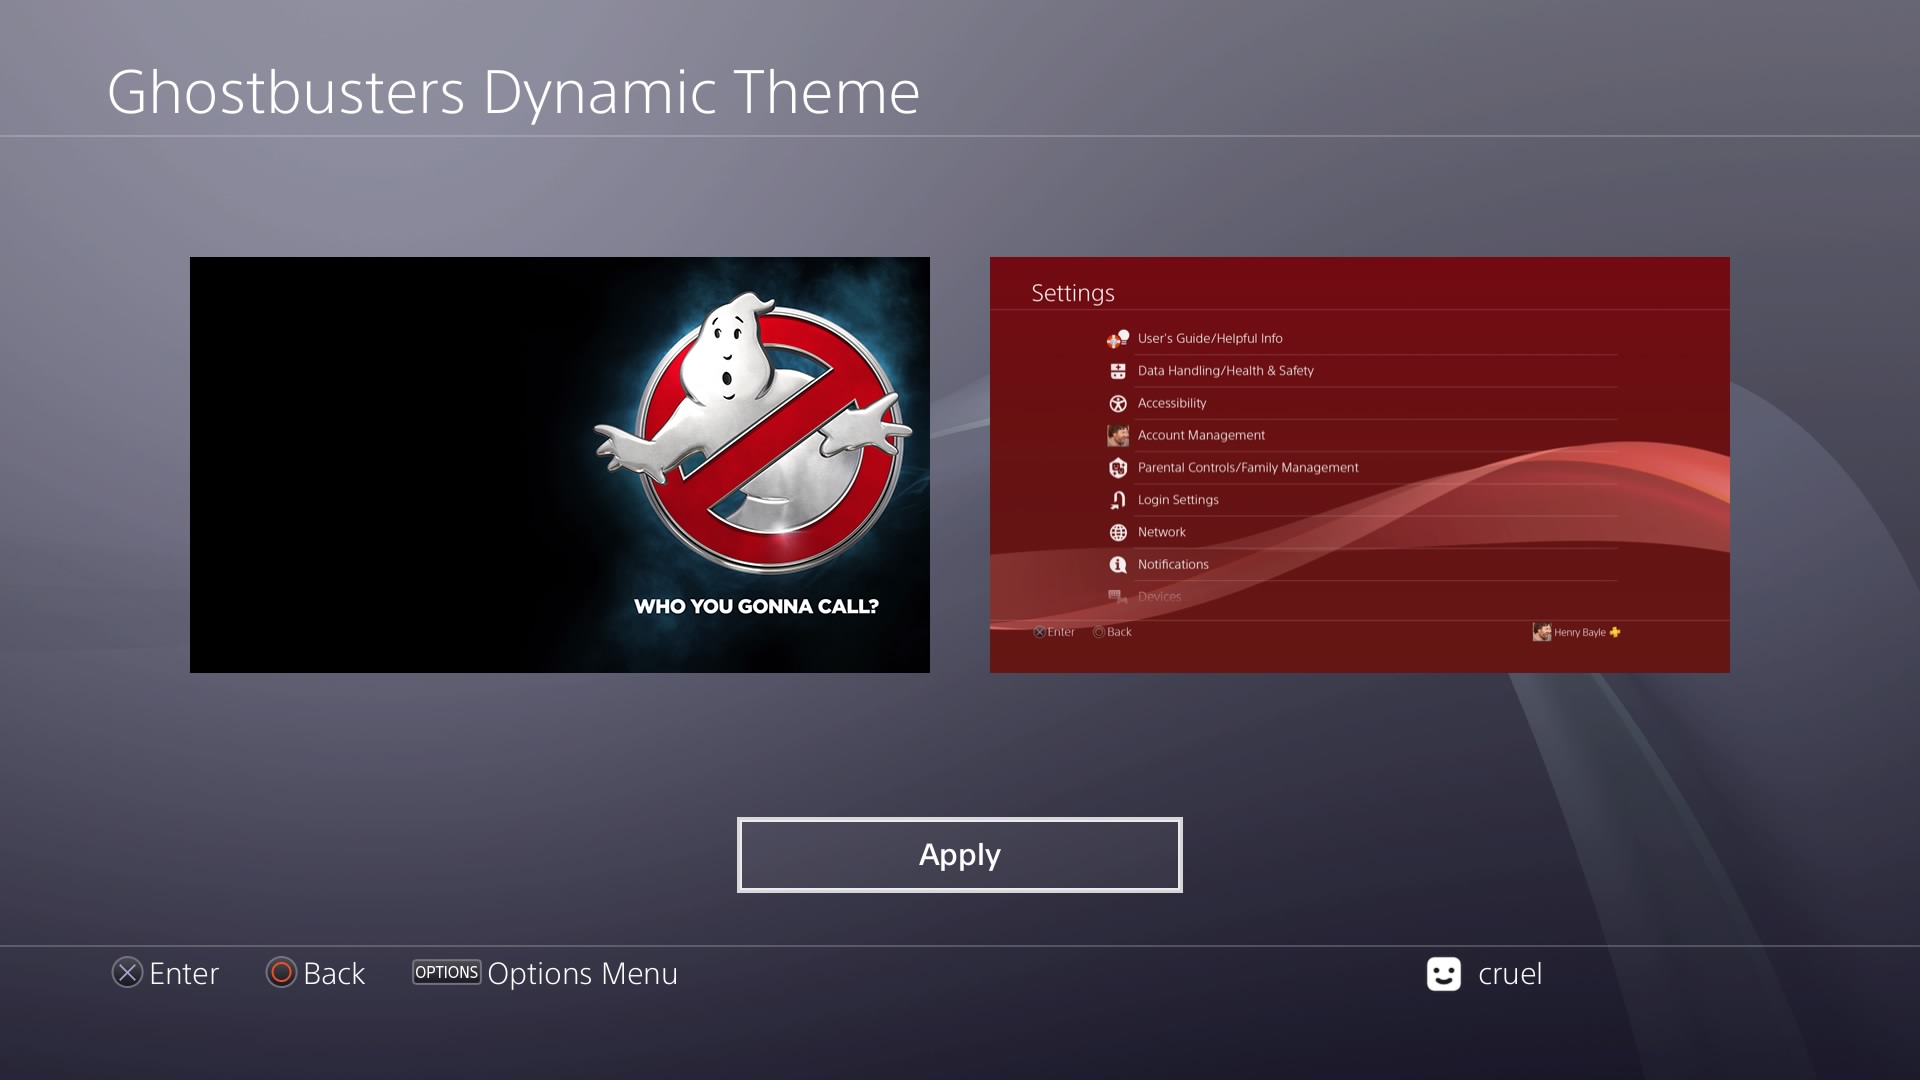 Ghostbusters Dynamic Theme
WHO YOU GONNA CALL?
Settings
User's Guide/Helpful Info
Data Handling/Health & Safety
Accessibility
Account Management
Parental Controls/Family Management
Login Settings
Network
Notifications
Devices
Enter Back Henry Bayle
Apply
Enter Back OPTIONS Options Menu cruel